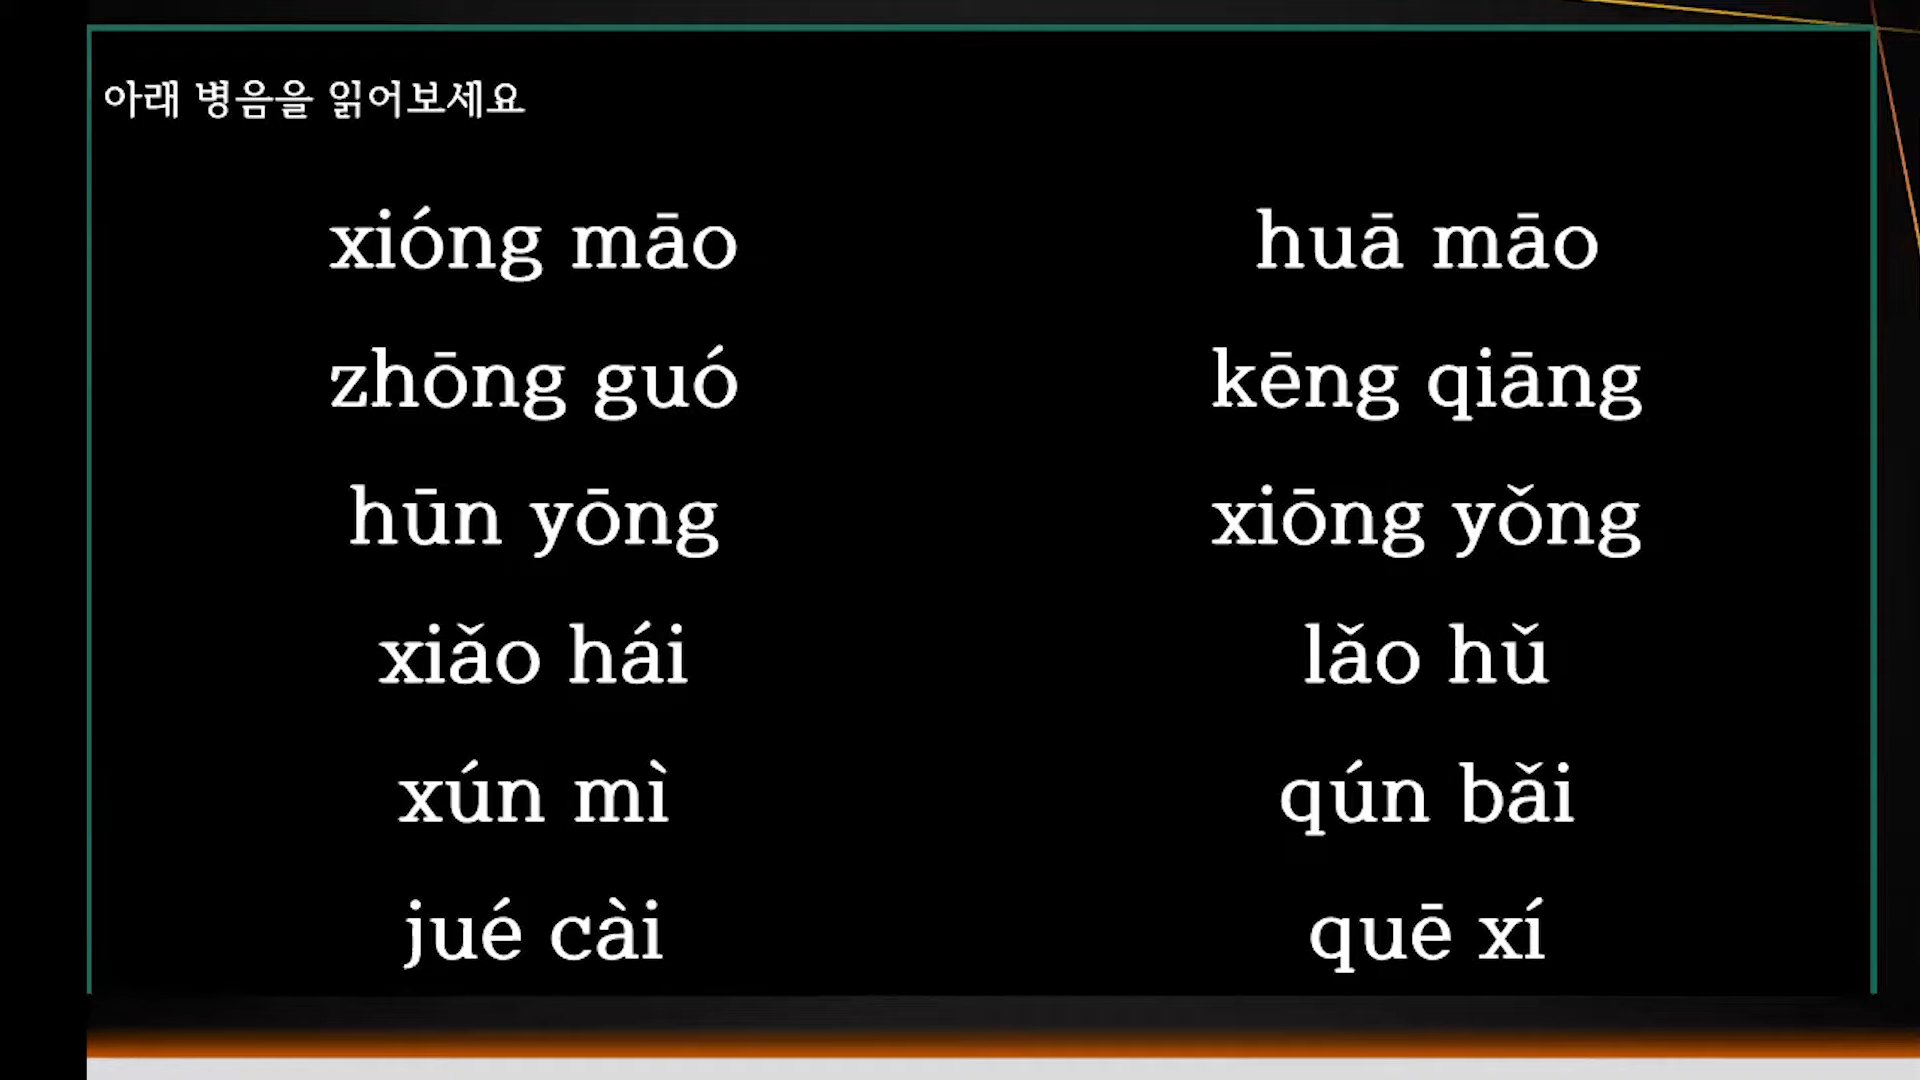 아래 병음을 읽어보세요
xióng māo huā māo
zhōng guó kēng qiāng
hūn yōng xiōng yǒng
xiǎo hái lǎo hǔ
xún mì qún bǎi
jué cài quē xí